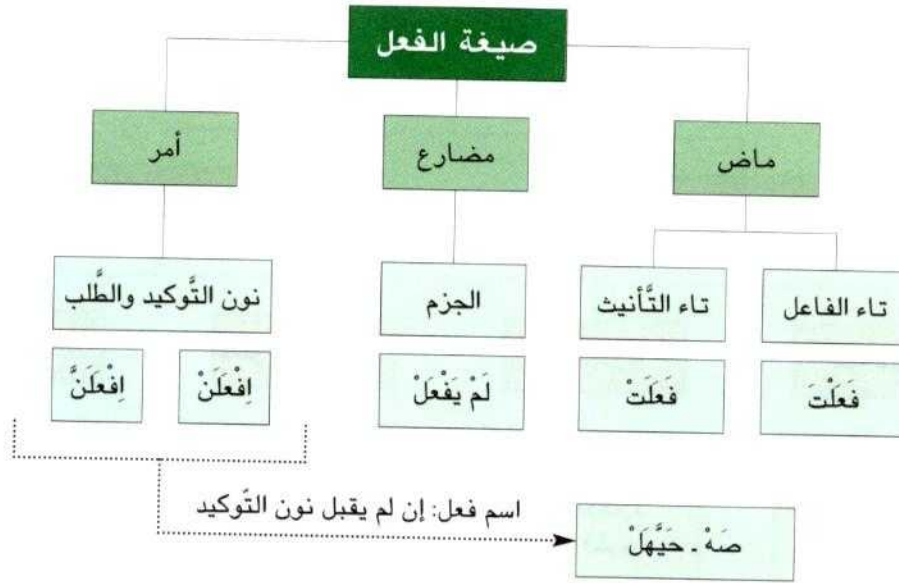 صيغة الفعل
ماض
مضارع
أمر
تاء الفاعل
تاء التَّأنيث
الجزم
نون التَّوكيد والطَّلب
فَعَلْتَ
فَعَلَتْ
لَمْ يَفْعَلْ
اِفْعَلَنْ
اِفْعَلَنَّ
اسم فعل: إن لم يقبل نون التّوكيد
صَهْ ـ حَيَّهَلْ